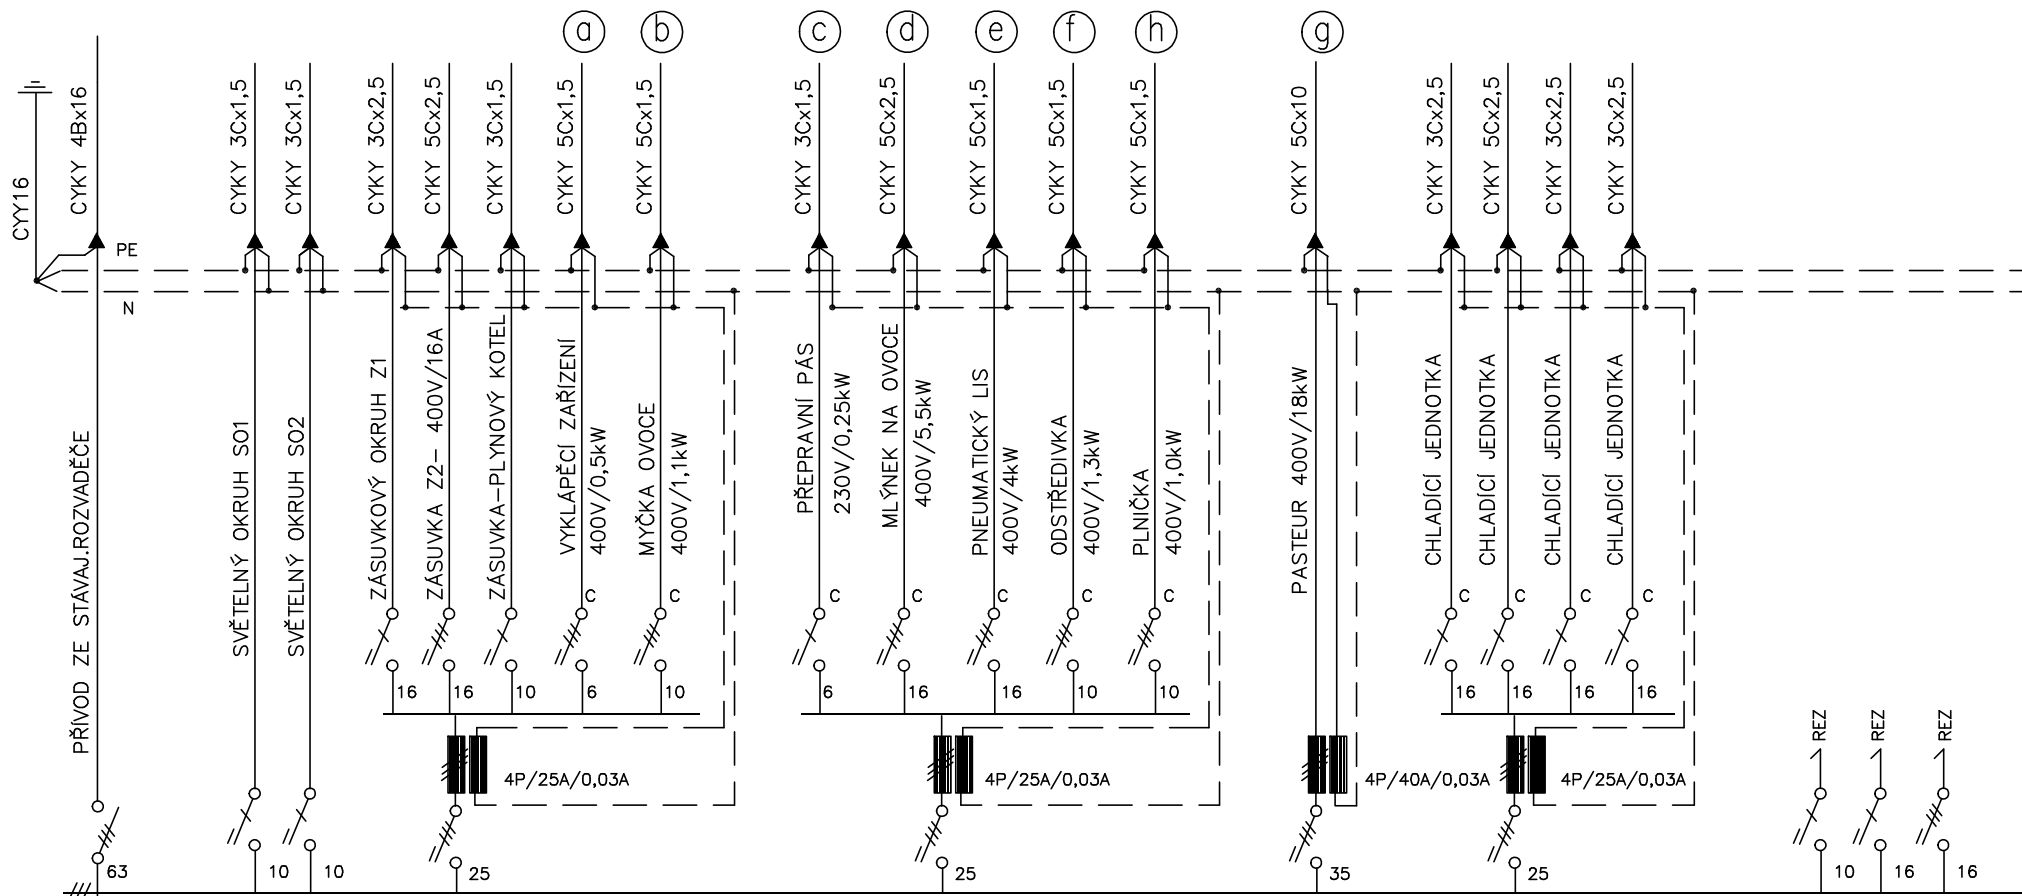 a
b
c
d
e
f
h
g
CYY16
CYKY 4Bx16
CYKY 3Cx1,5
CYKY 3Cx1,5
CYKY 3Cx2,5
CYKY 5Cx2,5
CYKY 3Cx1,5
CYKY 5Cx1,5
CYKY 5Cx1,5
CYKY 3Cx1,5
CYKY 5Cx2,5
CYKY 5Cx1,5
CYKY 5Cx1,5
CYKY 5Cx1,5
CYKY 5Cx10
CYKY 3Cx2,5
CYKY 5Cx2,5
CYKY 3Cx2,5
CYKY 3Cx2,5
PE
N
PŘÍVOD ZE STÁVAJ.ROZVADĚČE
SVĚTELNÝ OKRUH SO1
SVĚTELNÝ OKRUH SO2
ZÁSUVKOVÝ OKRUH Z1
ZÁSUVKA Z2- 400V/16A
ZÁSUVKA-PLYNOVÝ KOTEL
VYKLÁPĚCÍ ZAŘÍZENÍ
400V/0,5kW
MYČKA OVOCE
400V/1,1kW
PŘEPRAVNÍ PÁS
230V/0,25kW
MLÝNEK NA OVOCE
400V/5,5kW
PNEUMATICKÝ LIS
400V/4kW
ODSTŘEDIVKA
400V/1,3kW
PLNIČKA
400V/1,0kW
PASTEUR 400V/18kW
CHLADÍCÍ JEDNOTKA
CHLADÍCÍ JEDNOTKA
CHLADÍCÍ JEDNOTKA
CHLADÍCÍ JEDNOTKA
C
C
C
C
C
C
C
C
C
C
C
16
16
10
6
10
6
16
16
10
10
16
16
16
16
4P/25A/0,03A
4P/25A/0,03A
4P/40A/0,03A
4P/25A/0,03A
REZ
REZ
REZ
63
10
10
25
25
35
25
10
16
16